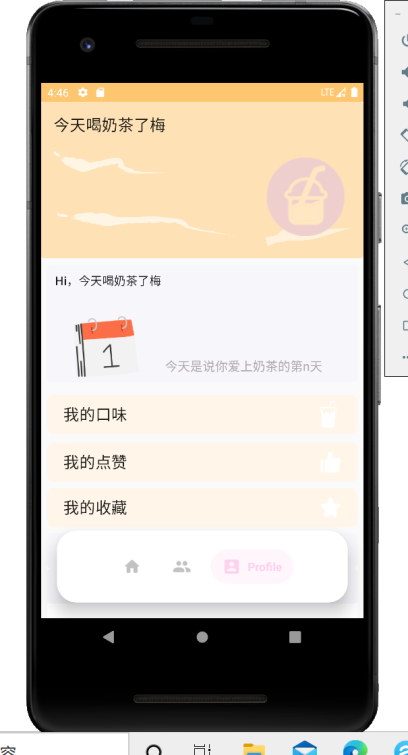 4:46 LTE
今天喝奶茶了梅
Hi，今天喝奶茶了梅
1
今天是说你爱上奶茶的第n天
我的口味
我的点赞
我的收藏
Profile
容